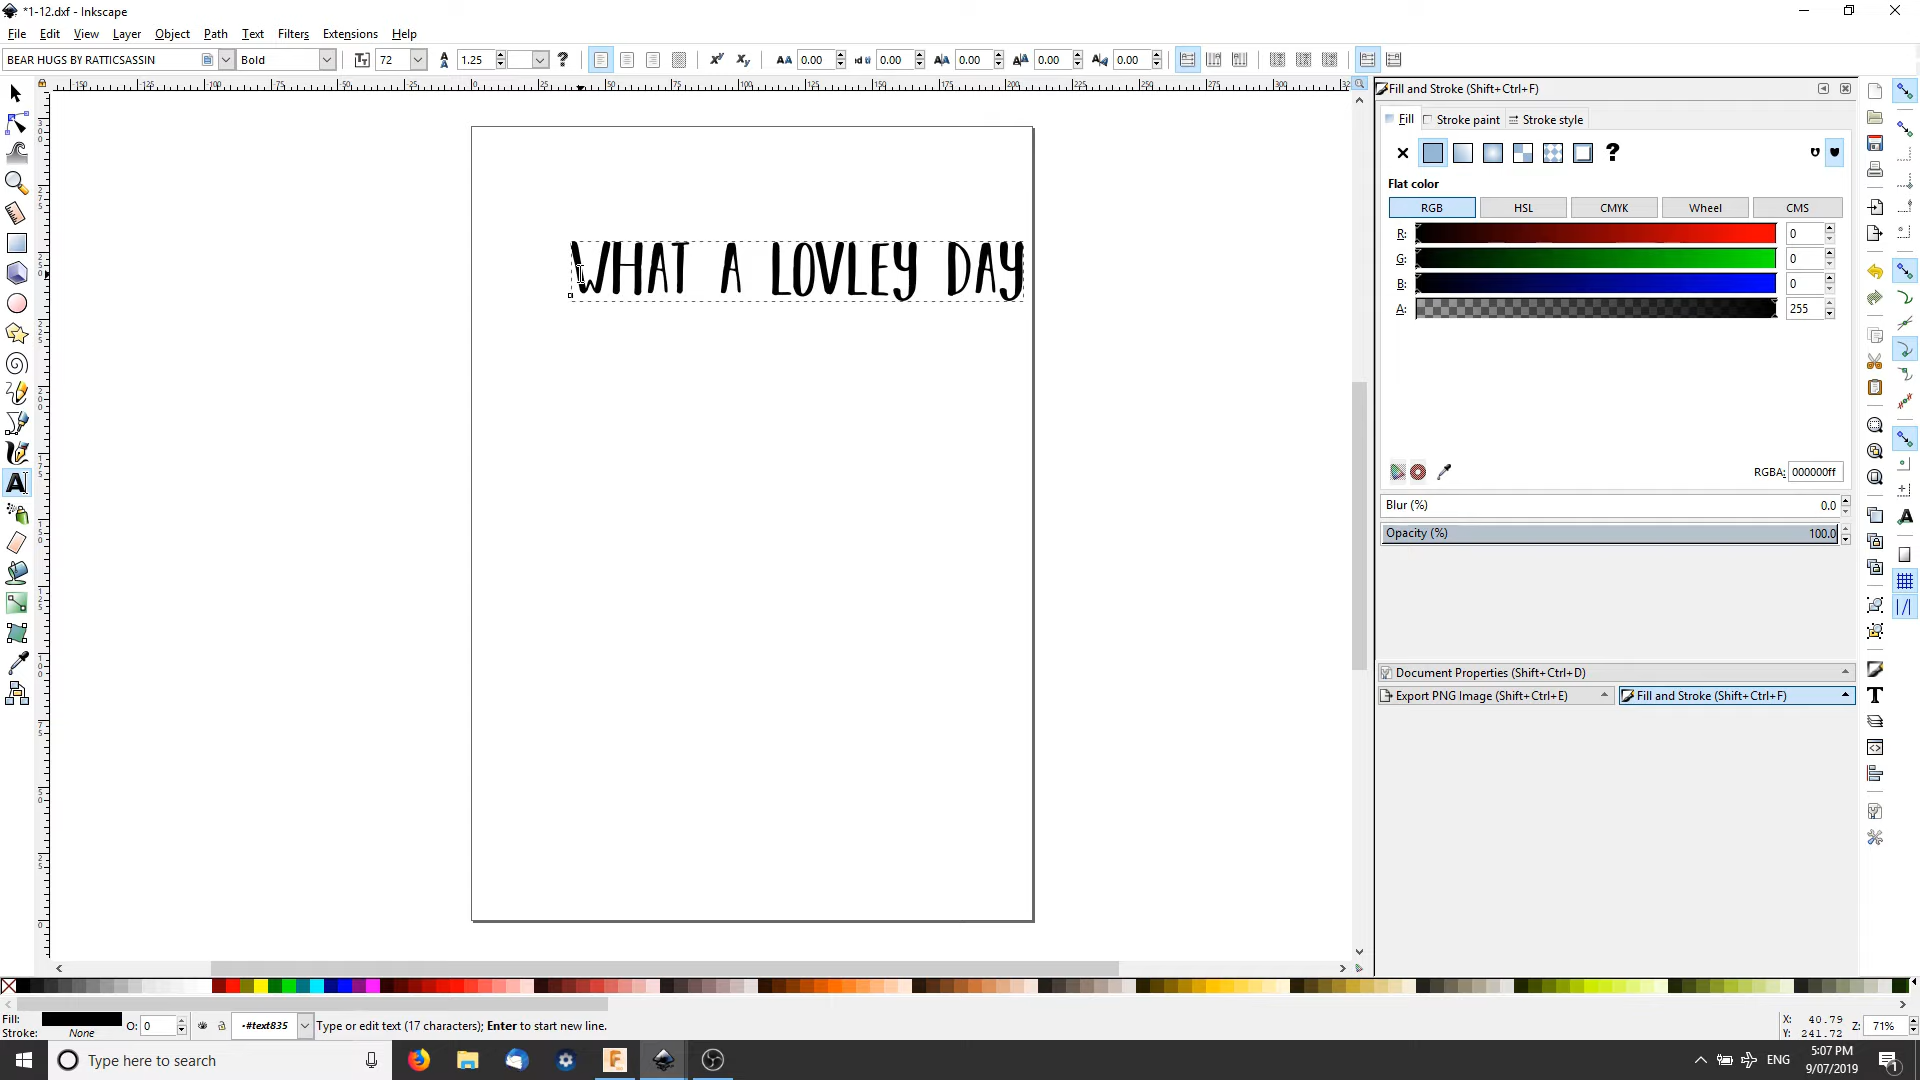 *1-12.dxf - Inkscape
File Edit View Layer Object Path Text Filters Extensions Help
BEAR HUGS BY RATTICSASSIN Bold 72 1.25 0.00 0.00 0.00 0.00 0.00
Fill and Stroke (Shift+Ctrl+F)
Fill Stroke paint Stroke style
Flat color
RGB HSL CMYK Wheel CMS
R: 0
G: 0
B: 0
A: 255
WHAT A LOVLEY DAY
RGBA: 000000ff
Blur (%) 0.0
Opacity (%) 100.0
Document Properties (Shift+Ctrl+D)
Export PNG Image (Shift+Ctrl+E) Fill and Stroke (Shift+Ctrl+F)
Fill:
Stroke: None
O: 0
#text835 Type or edit text (17 characters); Enter to start new line.
X: 40.79
Y: 241.72
Z: 71%
Type here to search
ENG
5:07 PM
9/07/2019